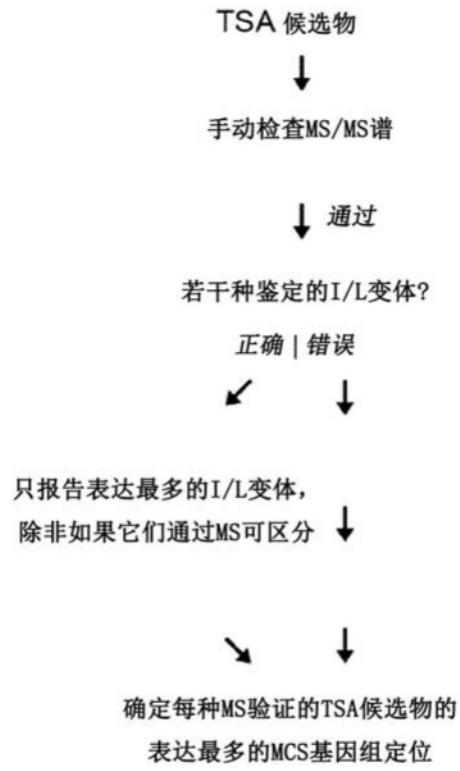 TSA 候选物
手动检查MS/MS谱
通过
若干种鉴定的I/L变体?
正确 | 错误
只报告表达最多的I/L变体，
除非如果它们通过MS可区分
确定每种MS验证的TSA候选物的
表达最多的MCS基因组定位